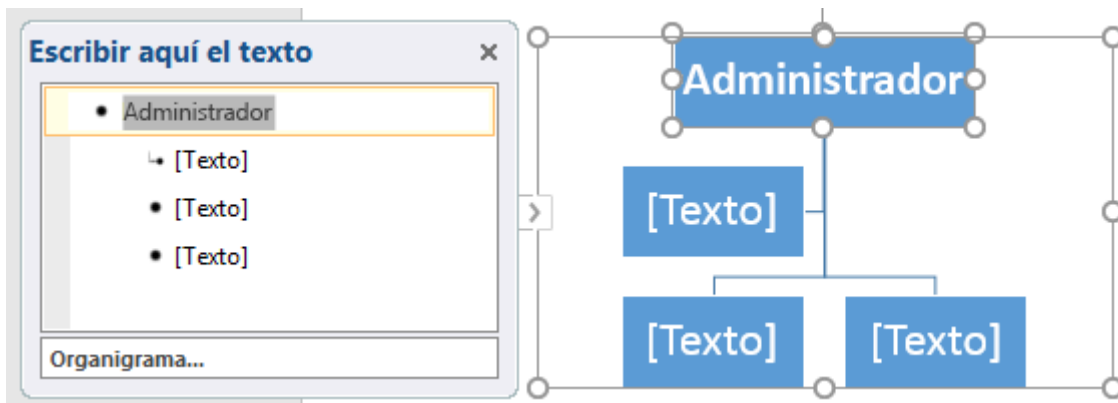 Escribir aquí el texto
Administrador
[Texto]
[Texto]
[Texto]
Organigrama...
Administrador
[Texto]
[Texto] [Texto]